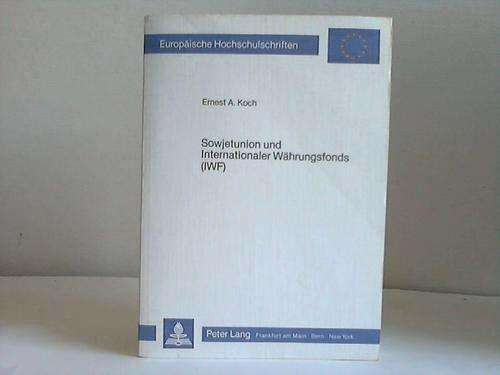 Europäische Hochschulschriften
Ernest A. Koch
Sowjetunion und
Internationaler Währungsfonds
(IWF)
Peter Lang Frankfurt am Main · Bern · New York